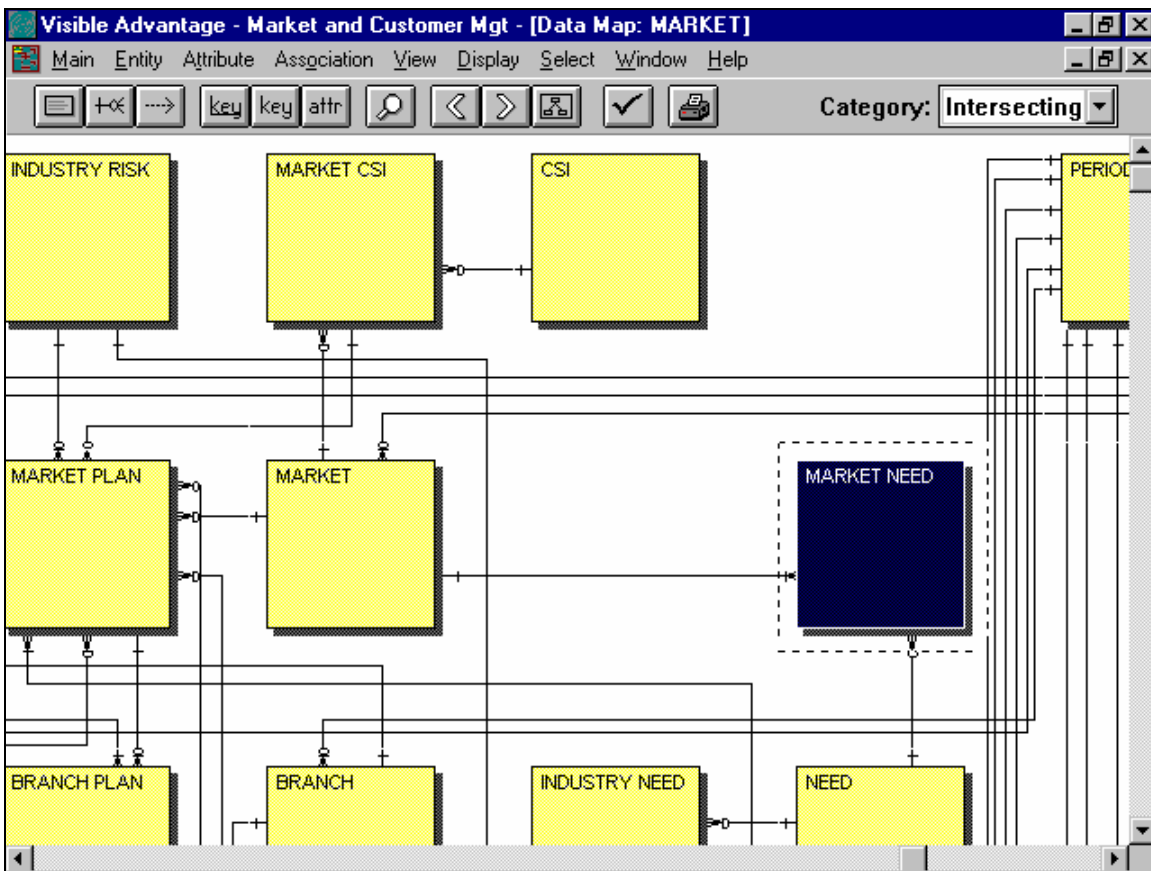 Visible Advantage - Market and Customer Mgt - [Data Map: MARKET]
Main Entity Attribute Association View Display Select Window Help
key key attr Category: Intersecting
INDUSTRY RISK MARKET CSI CSI PERIOD
MARKET PLAN MARKET MARKET NEED
BRANCH PLAN BRANCH INDUSTRY NEED NEED